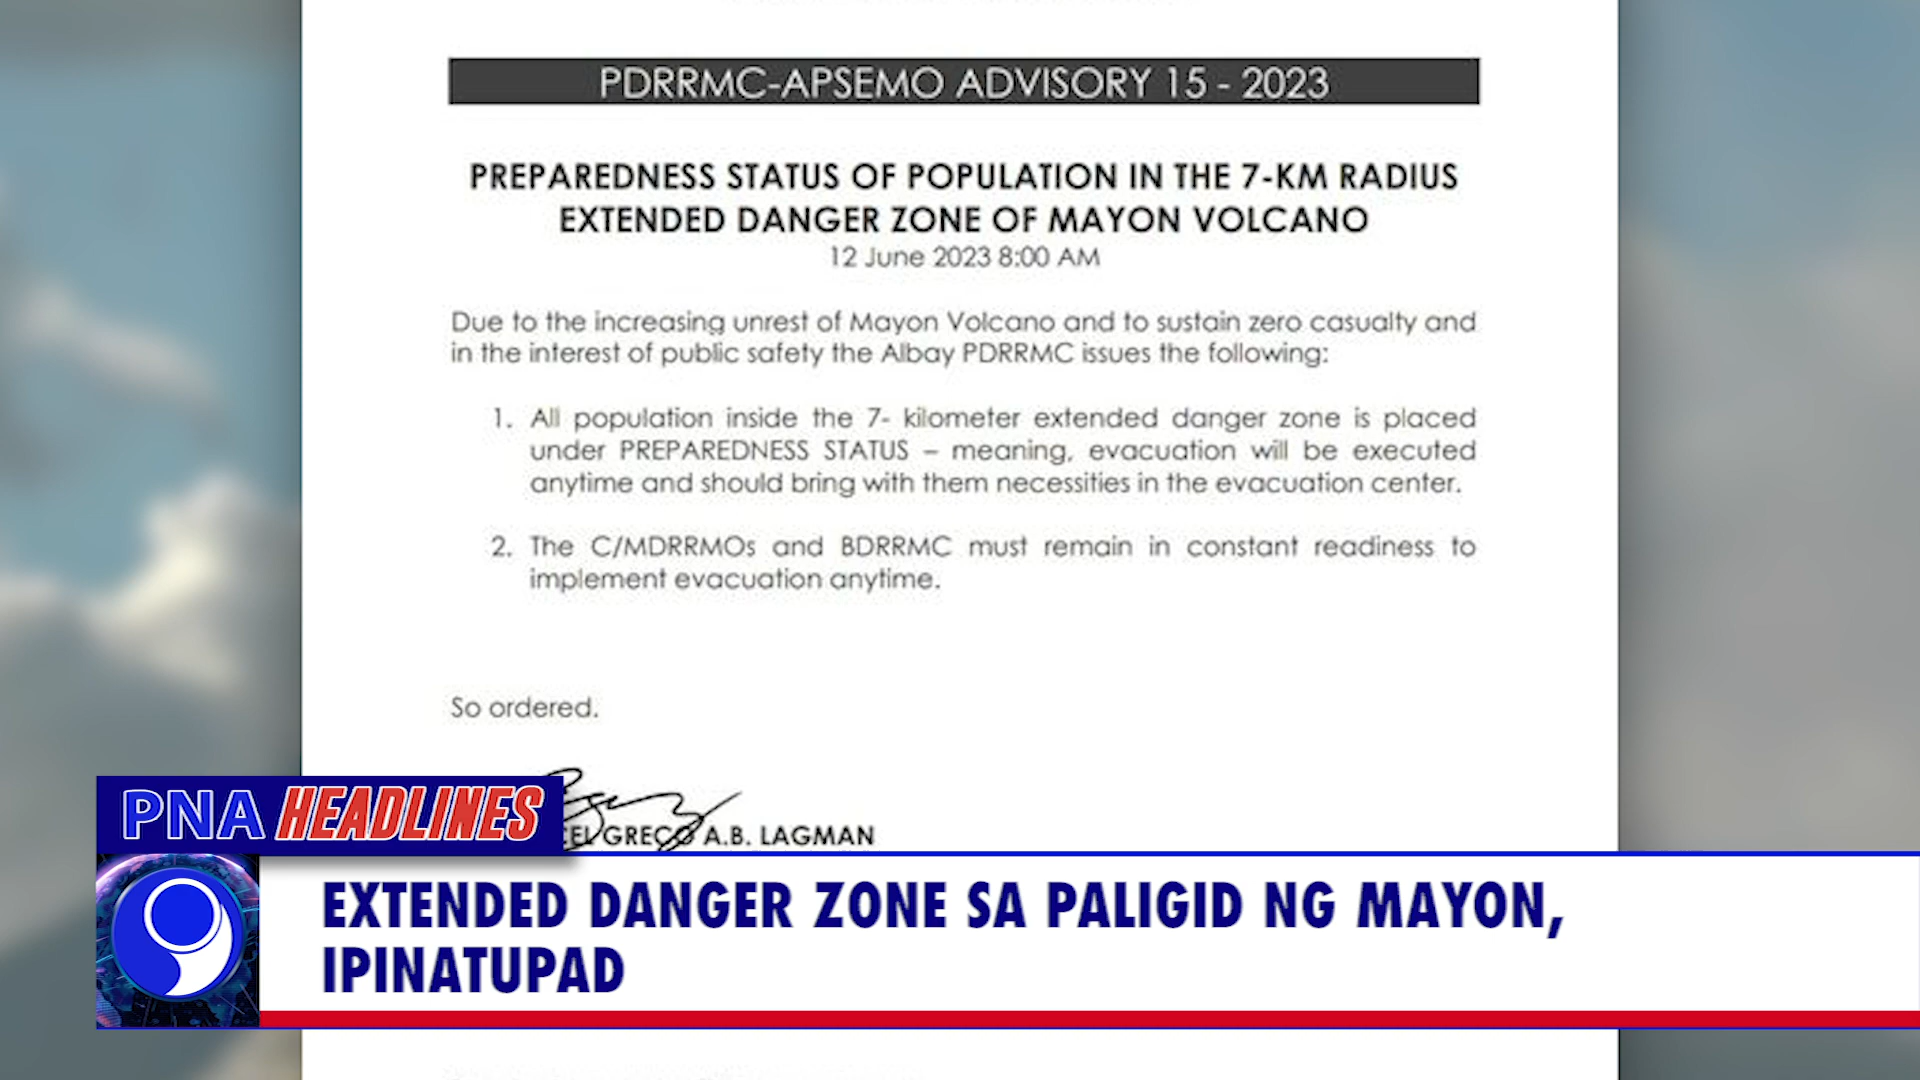 PDRRMC-APSEMO ADVISORY 15 - 2023
PREPAREDNESS STATUS OF POPULATION IN THE 7-KM RADIUS
EXTENDED DANGER ZONE OF MAYON VOLCANO
12 June 2023 8:00 AM
Due to the increasing unrest of Mayon Volcano and to sustain zero casualty and
in the interest of public safety the Albay PDRRMC issues the following:
1. All population inside the 7- kilometer extended danger zone is placed
under PREPAREDNESS STATUS – meaning, evacuation will be executed
anytime and should bring with them necessities in the evacuation center.
2. The C/MDRRMOs and BDRRMC must remain in constant readiness to
implement evacuation anytime.
So ordered.
GRECO A.B. LAGMAN
PNA HEADLINES
EXTENDED DANGER ZONE SA PALIGID NG MAYON,
IPINATUPAD